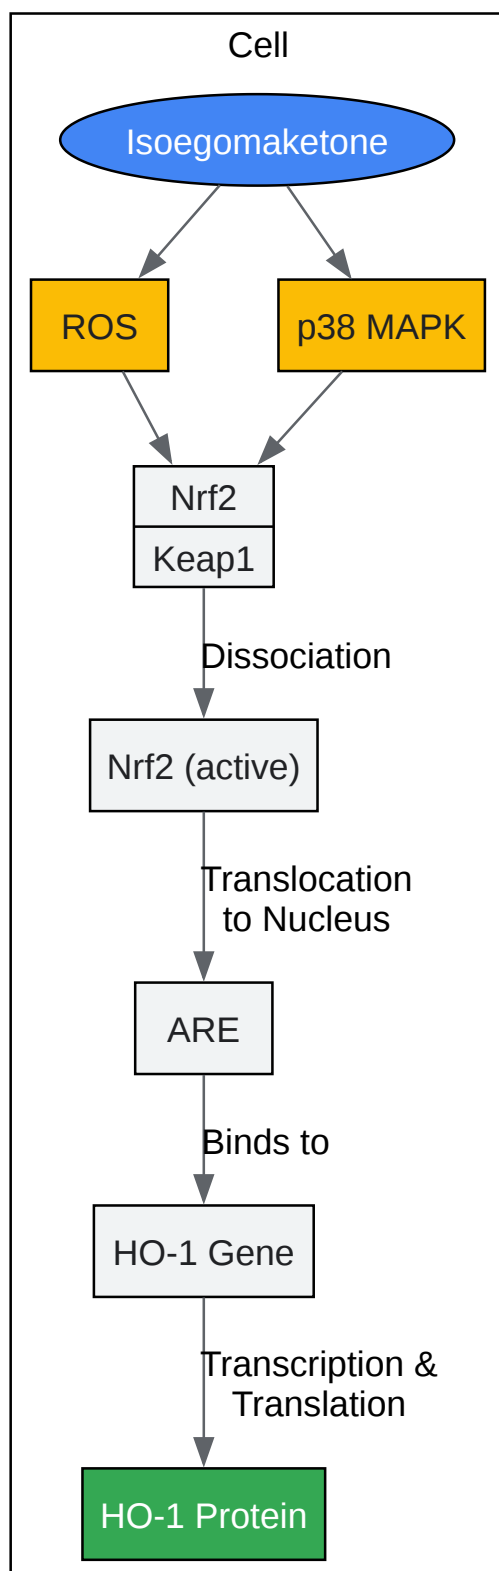 Cell
Isoegomaketone
ROS
p38 MAPK
Nrf2
Keap1
Dissociation
Nrf2 (active)
Translocation
to Nucleus
ARE
Binds to
HO-1 Gene
Transcription &
Translation
HO-1 Protein